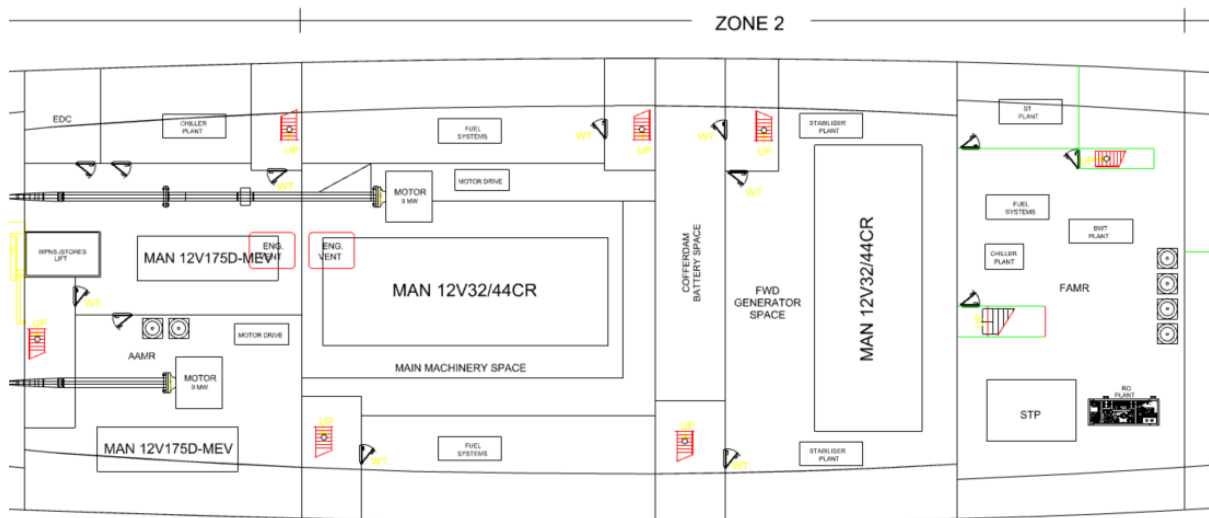 ZONE 2
EDC
CHILLER
PLANT
UP
WT.
FUEL
SYSTEMS
WT.
UP
WT.
UP
STABILISER
PLANT
ST
PLANT
UP
WT.
MOTOR
9 MW
MOTOR DRIVE
WPNS-/STORES
LIFT
MAN 12V175D-MEV
ENG.
VENT
ENG.
VENT
MAN 12V32/44CR
COFFERDAM
BATTERY SPACE
FWD
GENERATOR
SPACE
MAN 12V32/44CR
FUEL
SYSTEMS
BWT
PLANT
CHILLER
PLANT
FAMR
WT.
UP
UP
AAMR
MOTOR DRIVE
MOTOR
9 MW
MAIN MACHINERY SPACE
STP
RO
PLANT
MAN 12V175D-MEV
UP
WT.
FUEL
SYSTEMS
UP
WT.
STABILISER
PLANT